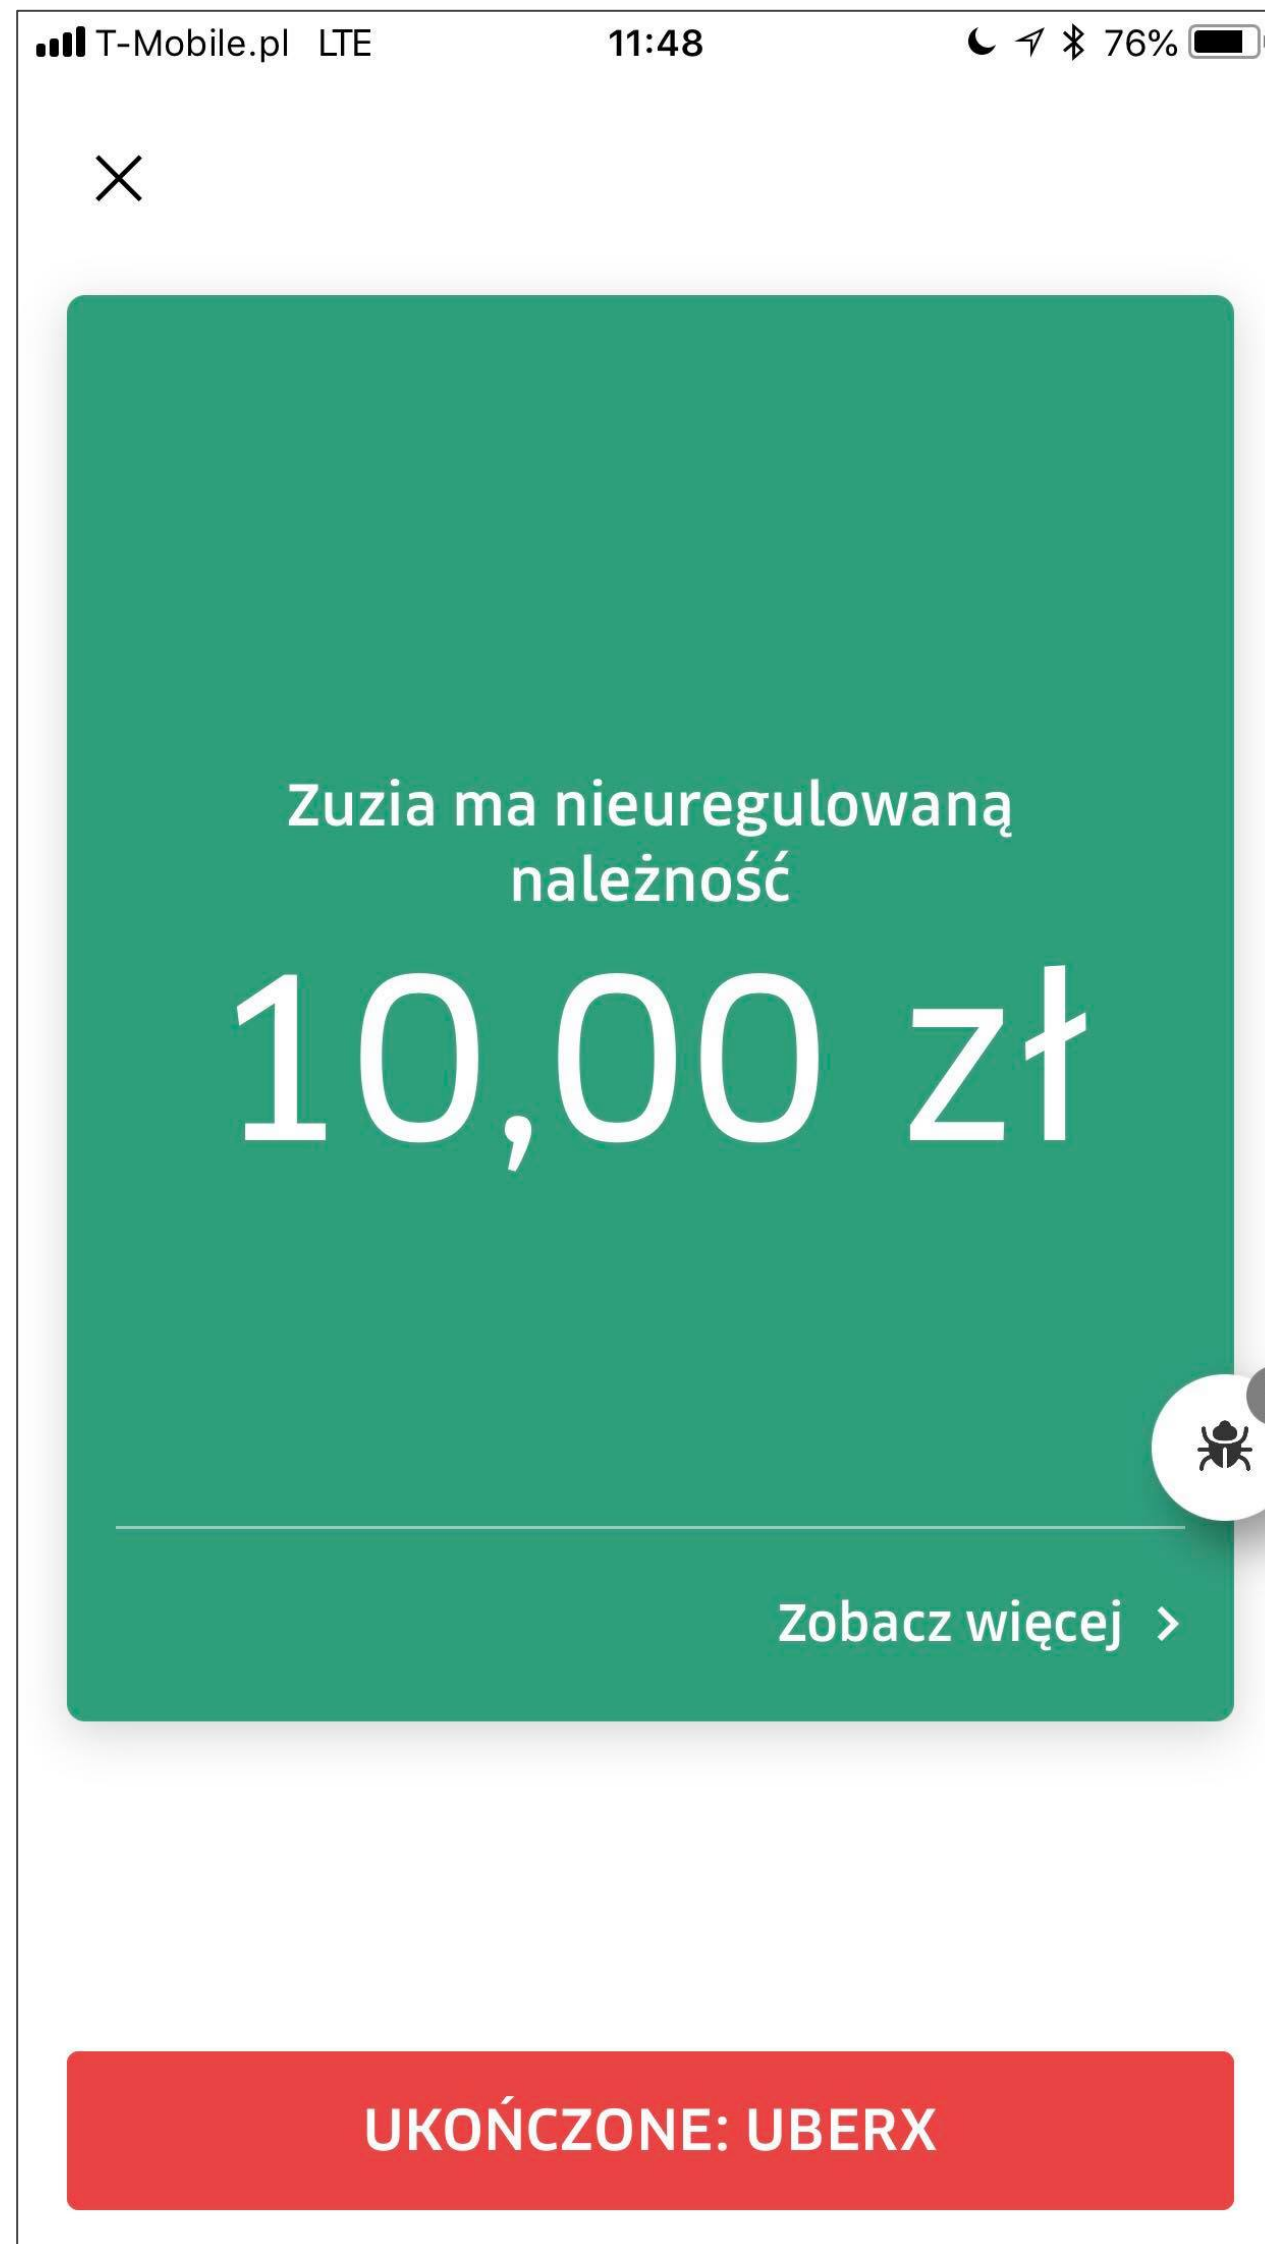 T-Mobile.pl LTE 11:48 76%
Zuzia ma nieuregulowaną
należność
10,00 zł
Zobacz więcej
UKOŃCZONE: UBERX